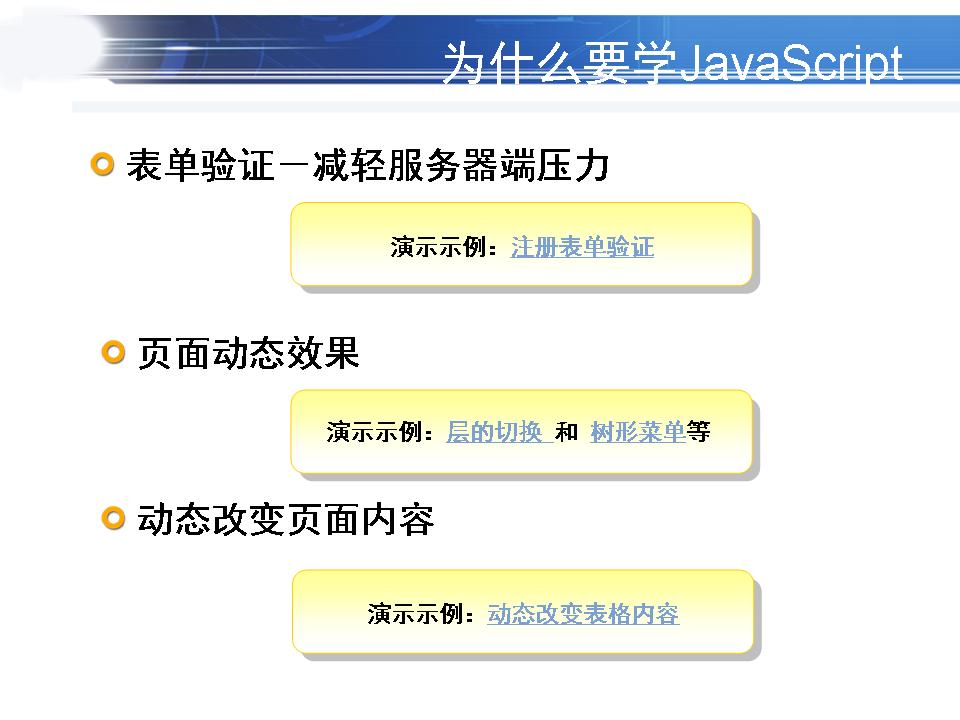 为什么要学JavaScript
表单验证－减轻服务器端压力
演示示例：注册表单验证
页面动态效果
演示示例：层的切换 和 树形菜单等
动态改变页面内容
演示示例：动态改变表格内容